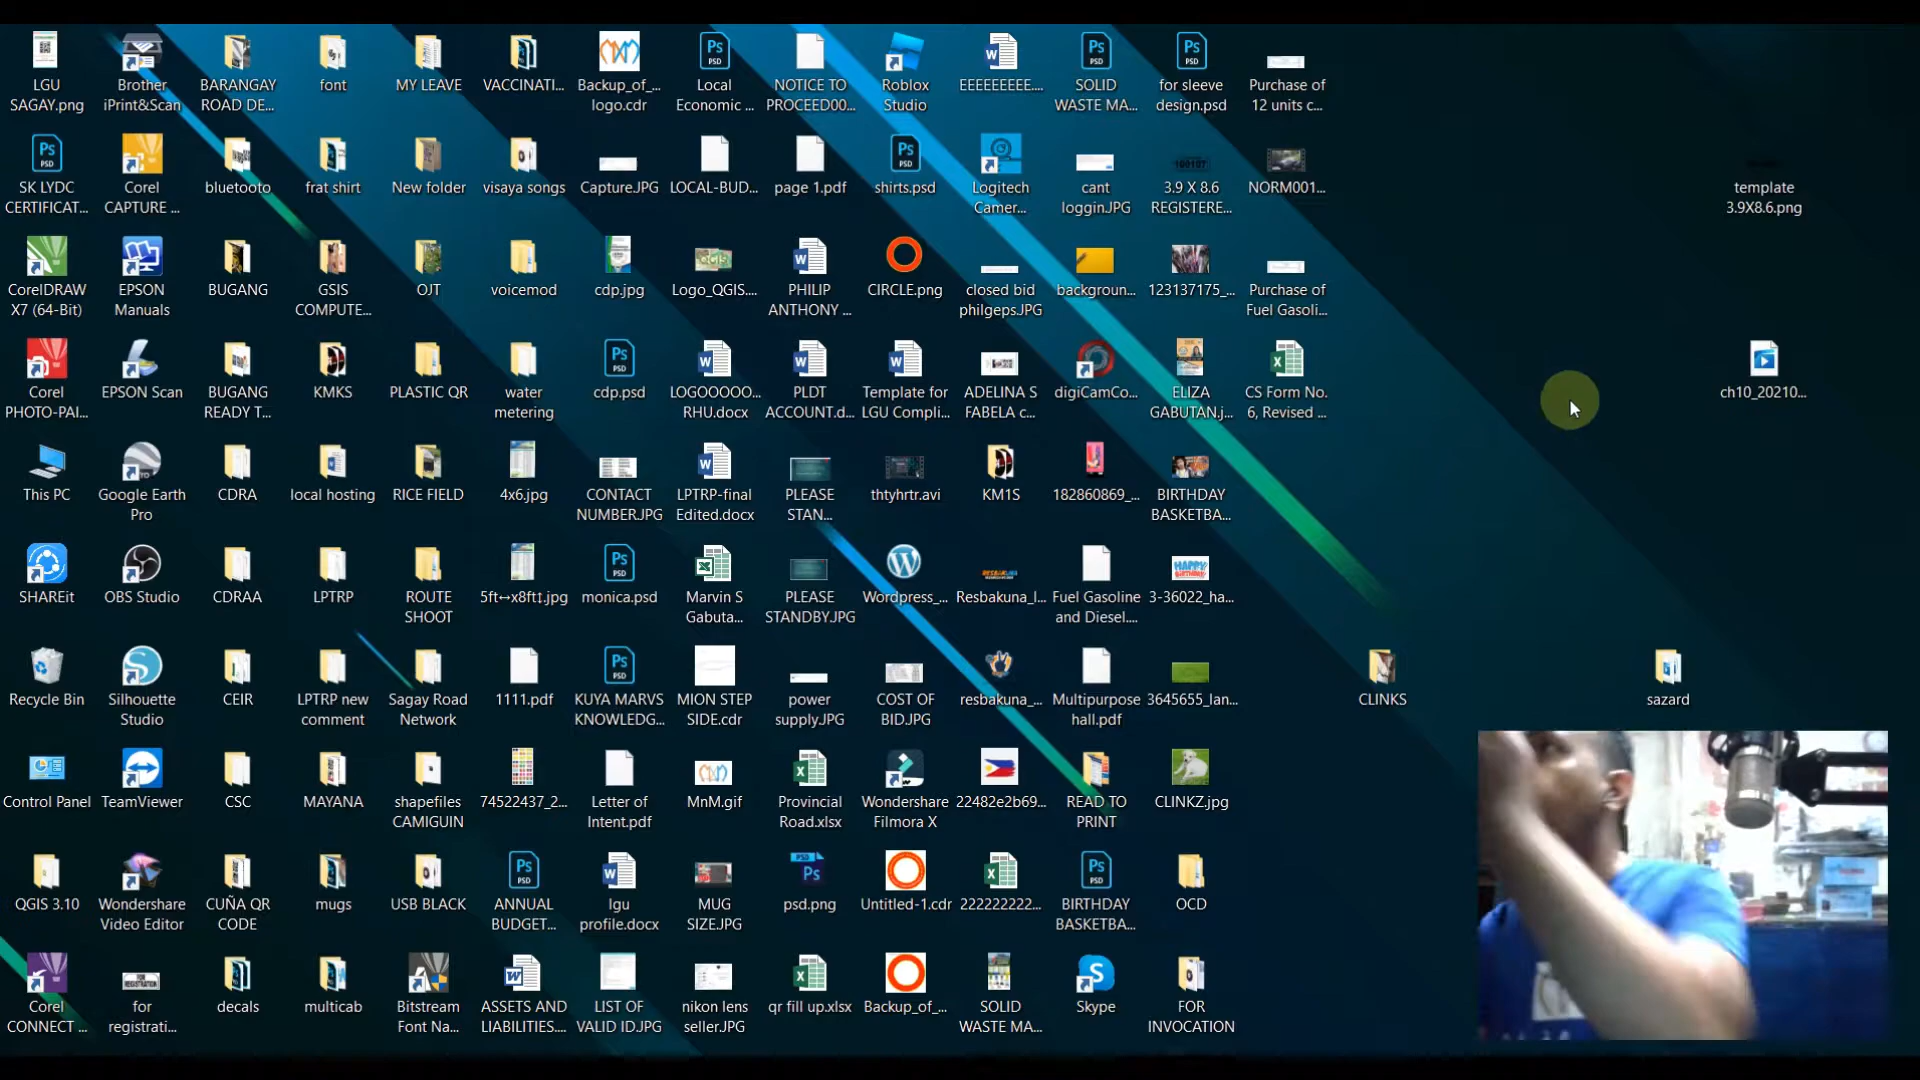 LGU
SAGAY.png
Brother
iPrint&Scan
BARANGAY
ROAD DE...
font
MY LEAVE
VACCINATI...
Backup_of_...
logo.cdr
Local
Economic ...
NOTICE TO
PROCEED00...
Roblox
Studio
EEEEEEEEE....
SOLID
WASTE MA...
for sleeve
design.psd
Purchase of
12 units c...
SK LYDC
CERTIFICAT...
Corel
CAPTURE ...
bluetooto
frat shirt
New folder
visaya songs
CaptureJPG
LOCAL-BUD...
page 1.pdf
shirts.psd
Logitech
Camer...
cant
loggin.JPG
3.9 X 8.6
REGISTERE...
NORM001...
template
3.9X8.6.png
CorelDRAW
X7 (64-Bit)
EPSON
Manuals
BUGANG
GSIS
COMPUTE...
OJT
voicemod
cdp.jpg
Logo_QGIS....
PHILIP
ANTHONY ...
CIRCLE.png
closed bid
philgeps.JPG
backgroun...
123137175_...
Purchase of
Fuel Gasoli...
Corel
PHOTO-PAI...
EPSON Scan
BUGANG
READY T...
KMKS
PLASTIC QR
water
metering
cdp.psd
LOGOOOOO...
RHU.docx
PLDT
ACCOUNT.d...
Template for
LGU Compli...
ADELINA S
FABELA c...
digiCamCo...
ELIZA
GABUTAN.j...
CS Form No.
6, Revised ...
ch10_20210...
This PC
Google Earth
Pro
CDRA
local hosting
RICE FIELD
4x6.jpg
CONTACT
NUMBER.JPG
LPTRP-final
Edited.docx
PLEASE
STAN...
thtyhrtr.avi
KM1S
182860869_...
BIRTHDAY
BASKETBA...
SHAREit
OBS Studio
CDRAA
LPTRP
ROUTE
SHOOT
5ft↔x8ft‡.jpg
monica.psd
Marvin S
Gabuta...
PLEASE
STANDBY.JPG
Wordpress_...
Resbakuna_l...
Fuel Gasoline
and Diesel....
3-36022_ha...
Recycle Bin
Silhouette
Studio
CEIR
LPTRP new
comment
Sagay Road
Network
1111.pdf
KUYA MARVS
KNOWLEDG...
MION STEP
SIDE.cdr
power
supply.JPG
COST OF
BID.JPG
resbakuna_...
Multipurpose
hall.pdf
3645655_lan...
CLINKS
sazard
Control Panel
TeamViewer
CSC
MAYANA
shapefiles
CAMIGUIN
74522437_2...
Letter of
Intent.pdf
MnM.gif
Provincial
Road.xlsx
Wondershare
Filmora X
22482e2b69...
READ TO
PRINT
CLINKZ.jpg
QGIS 3.10
Wondershare
Video Editor
CUÑA QR
CODE
mugs
USB BLACK
ANNUAL
BUDGET...
lgu
profile.docx
MUG
SIZE.JPG
psd.png
Untitled-1.cdr
222222222...
BIRTHDAY
BASKETBA...
OCD
Corel
CONNECT ...
for
registrati...
decals
multicab
Bitstream
Font Na...
ASSETS AND
LIABILITIES....
LIST OF
VALID ID.JPG
nikon lens
seller.JPG
qr fill up.xlsx
Backup_of_...
SOLID
WASTE MA...
Skype
FOR
INVOCATION